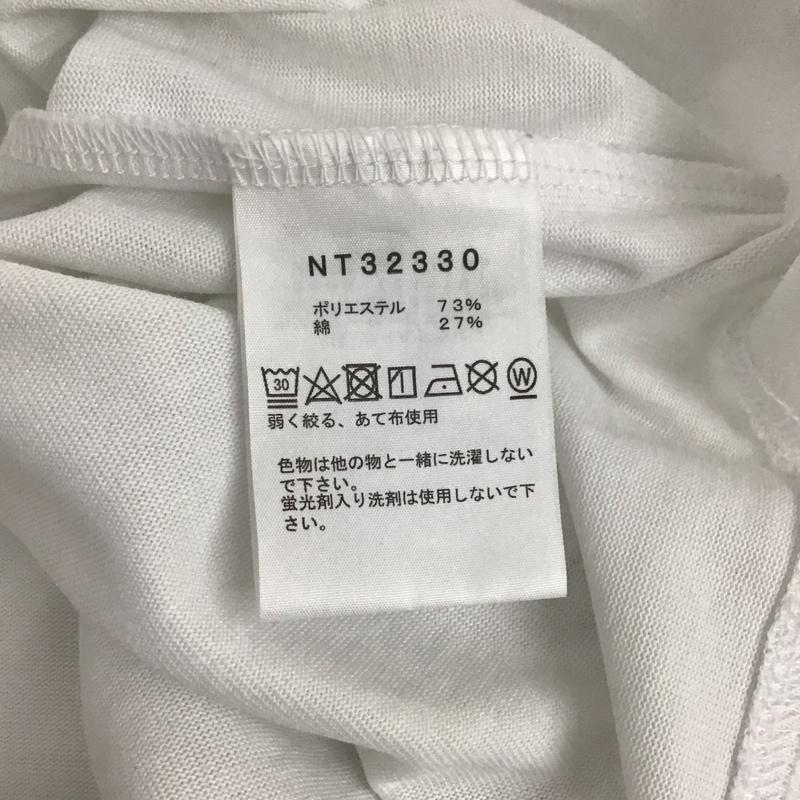 NT32330
ポリエステル 73%
綿 27%
30 W
弱く絞る、あて布使用
色物は他の物と一緒に洗濯しない
で下さい。
蛍光剤入り洗剤は使用しないで下
さい。